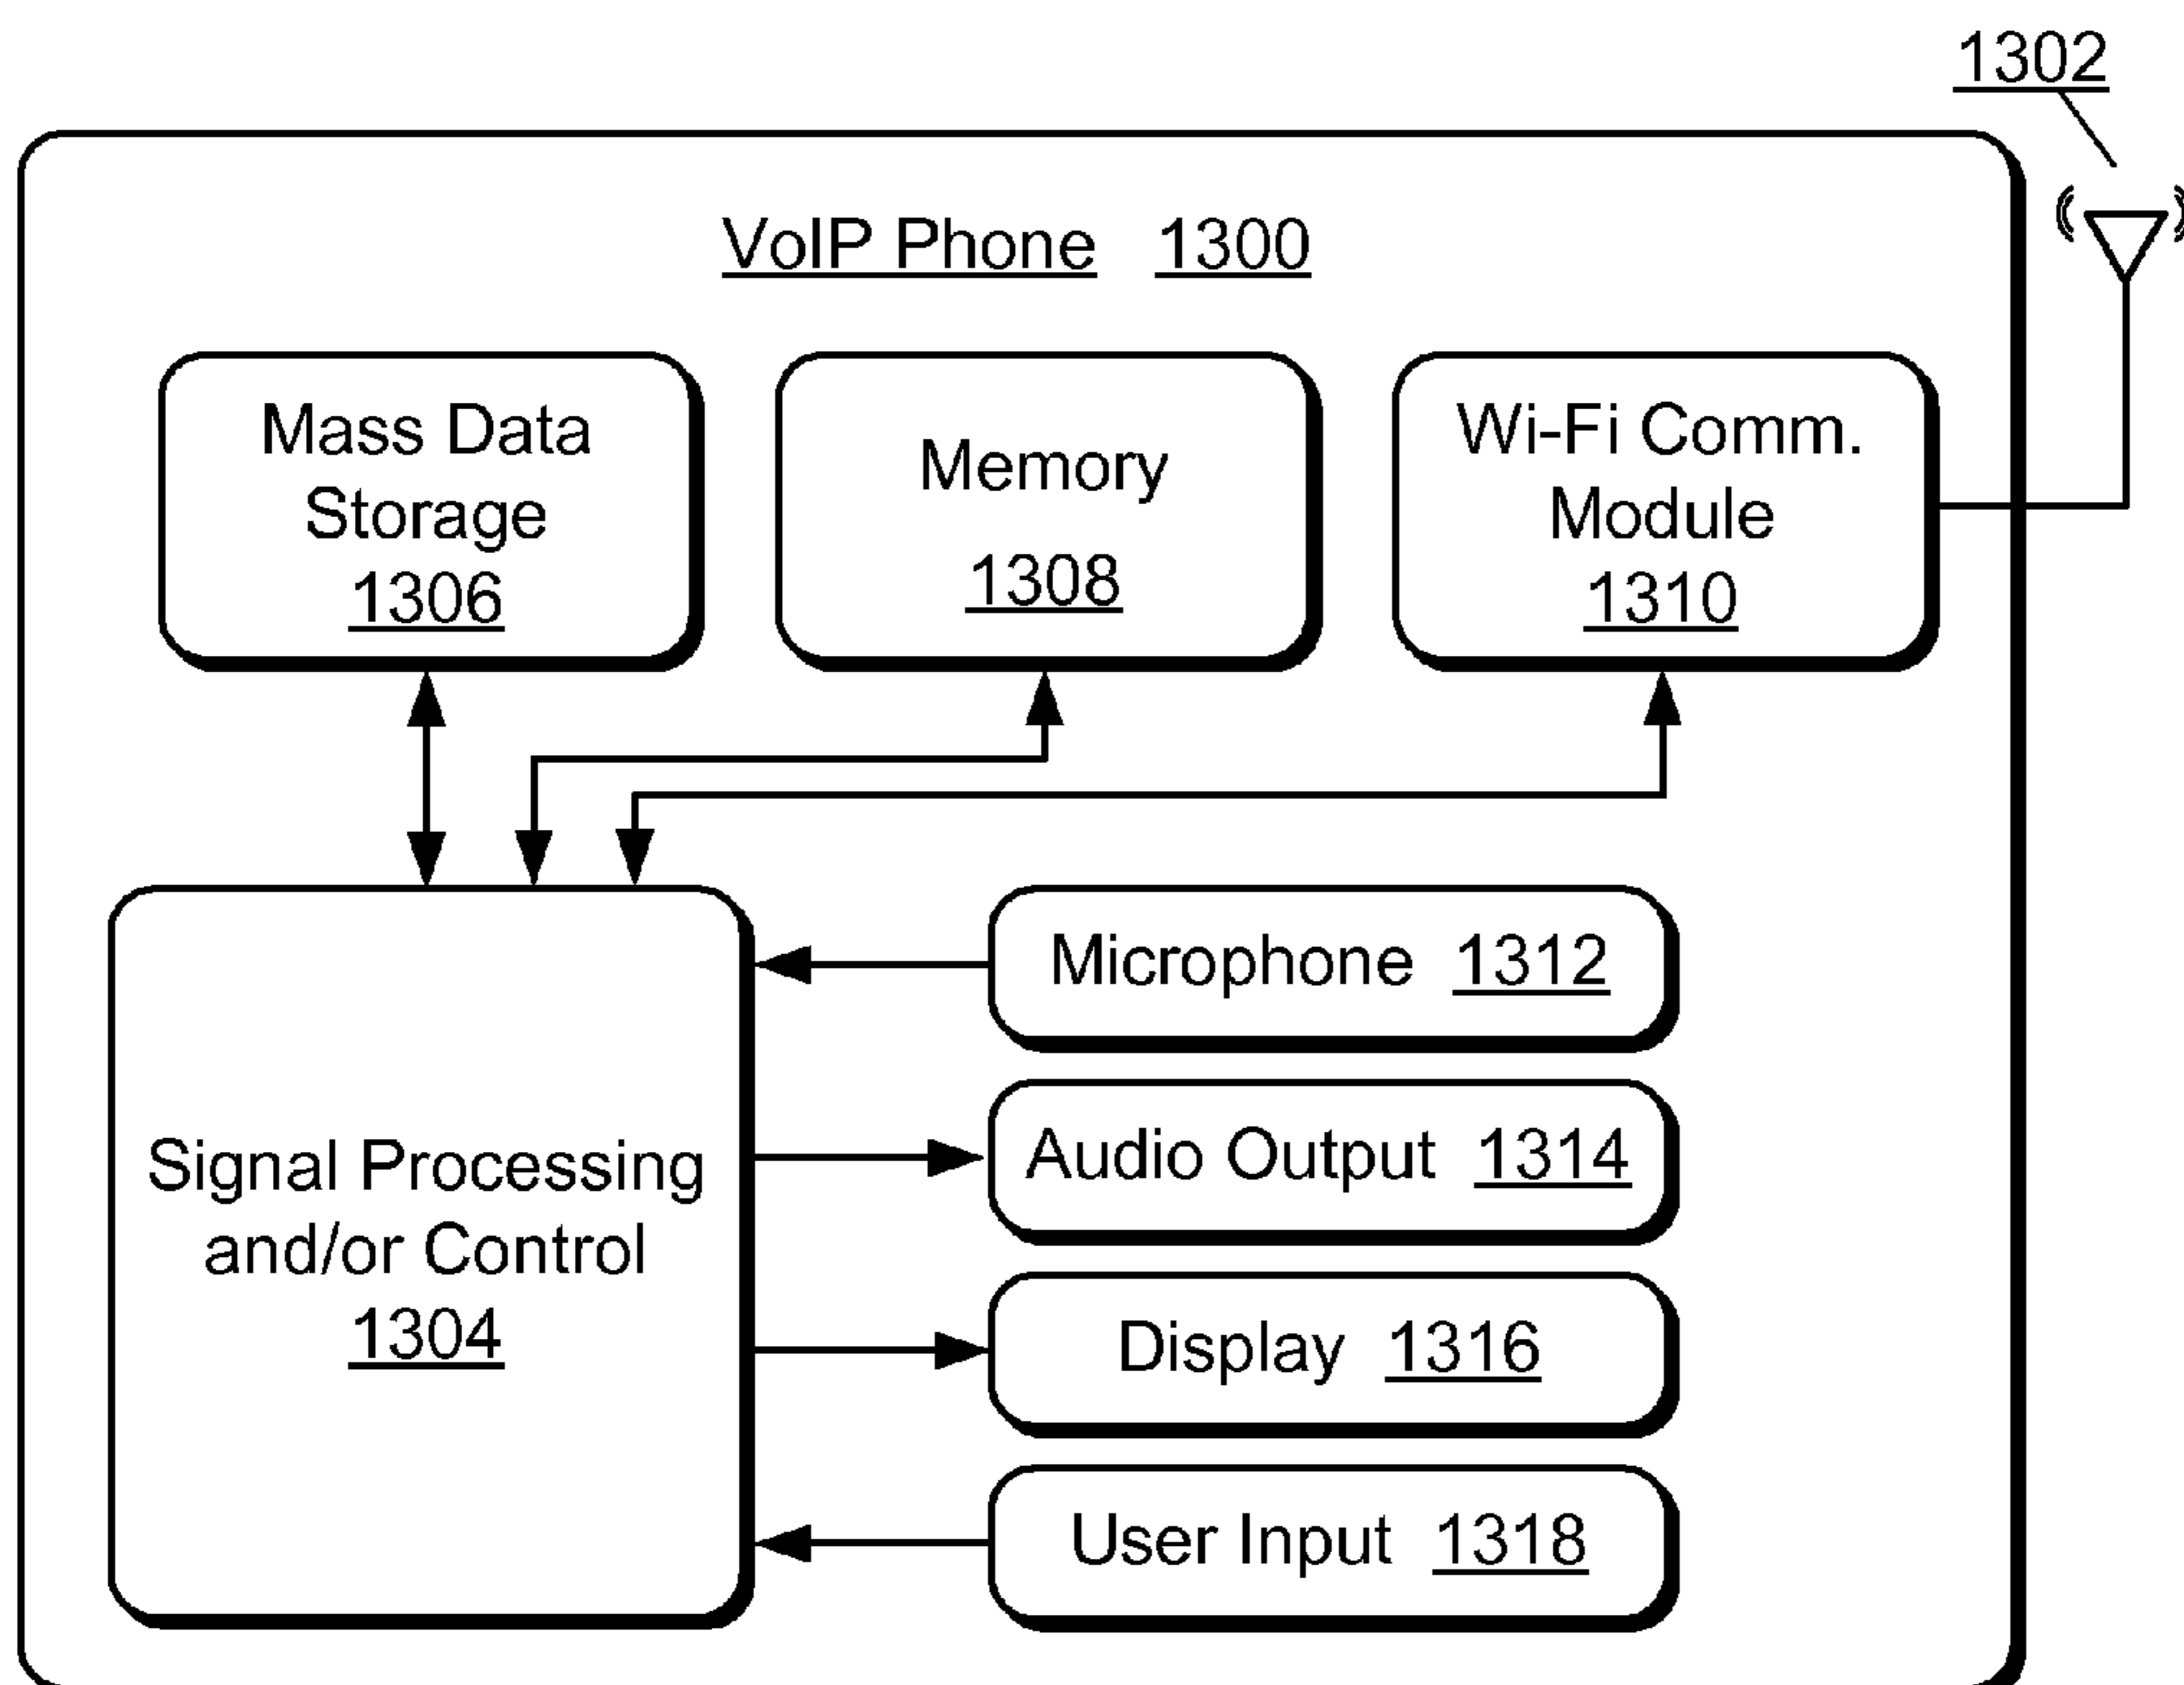 1302
VoIP Phone 1300
Mass Data
Storage
1306
Memory
1308
Wi-Fi Comm.
Module
1310
Signal Processing
and/or Control
1304
Microphone 1312
Audio Output 1314
Display 1316
User Input 1318